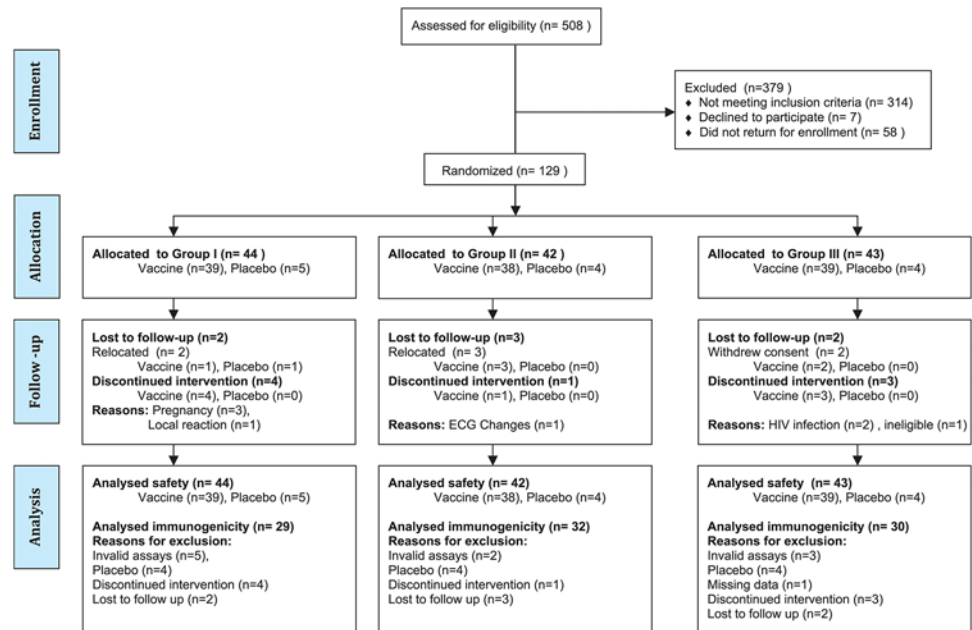 Assessed for eligibility (n= 508)
Enrollment
Excluded (n=379)
♦ Not meeting inclusion criteria (n= 314)
♦ Declined to participate (n= 7)
♦ Did not return for enrollment (n= 58 )
Randomized (n= 129 )
Allocation
Allocated to Group I (n= 44 )
Vaccine (n=39), Placebo (n=5)
Allocated to Group II (n= 42 )
Vaccine (n=38), Placebo (n=4)
Allocated to Group III (n= 43)
Vaccine (n=39), Placebo (n=4)
Follow -up
Lost to follow-up (n=2)
Relocated (n= 2)
Vaccine (n=1), Placebo (n=1)
Discontinued intervention (n=4)
Vaccine (n=4), Placebo (n=0)
Reasons: Pregnancy (n=3),
Local reaction (n=1)
Lost to follow-up (n=3)
Relocated (n= 3)
Vaccine (n=3), Placebo (n=0)
Discontinued intervention (n=1)
Vaccine (n=1), Placebo (n=0)
Reasons: ECG Changes (n=1)
Lost to follow-up (n=2)
Withdrew consent (n= 2)
Vaccine (n=2), Placebo (n=0)
Discontinued intervention (n=3)
Vaccine (n=3), Placebo (n=0)
Reasons: HIV infection (n=2) , ineligible (n=1)
Analysis
Analysed safety (n= 44)
Vaccine (n=39), Placebo (n=5)
Analysed immunogenicity (n= 29)
Reasons for exclusion:
Invalid assays (n=5),
Placebo (n=4)
Discontinued intervention (n=4)
Lost to follow up (n=2)
Analysed safety (n= 42)
Vaccine (n=38), Placebo (n=4)
Analysed immunogenicity (n= 32)
Reasons for exclusion:
Invalid assays (n=2)
Placebo (n=4)
Discontinued intervention (n=1)
Lost to follow up (n=3)
Analysed safety (n= 43)
Vaccine (n=39), Placebo (n=4)
Analysed immunogenicity (n= 30)
Reasons for exclusion:
Invalid assays (n=3)
Placebo (n=4)
Missing data (n=1)
Discontinued intervention (n=3)
Lost to follow up (n=2)